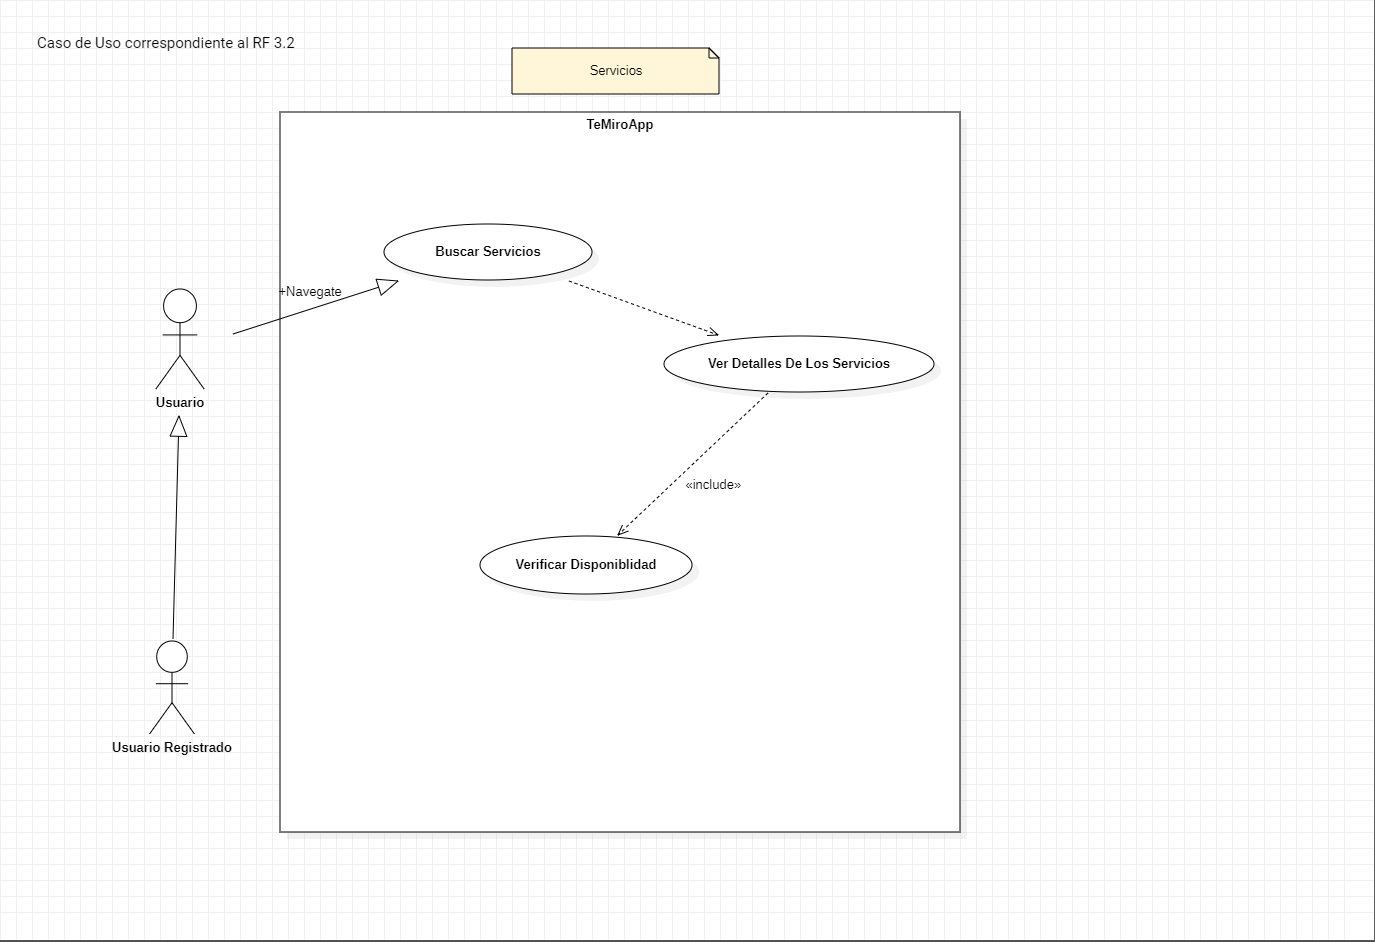 Caso de Uso correspondiente al RF 3.2
Servicios
TeMiroApp
Buscar Servicios
+Navegate
Ver Detalles De Los Servicios
Usuario
«include»
Verificar Disponiblidad
Usuario Registrado